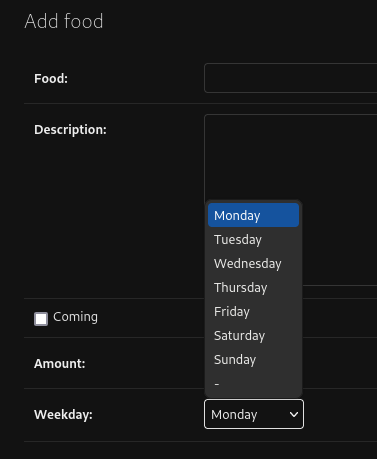 Add food
Food:
Description:
Monday
Tuesday
Wednesday
Thursday
Friday
Saturday
Sunday
-
Coming
Amount:
Weekday:
Monday